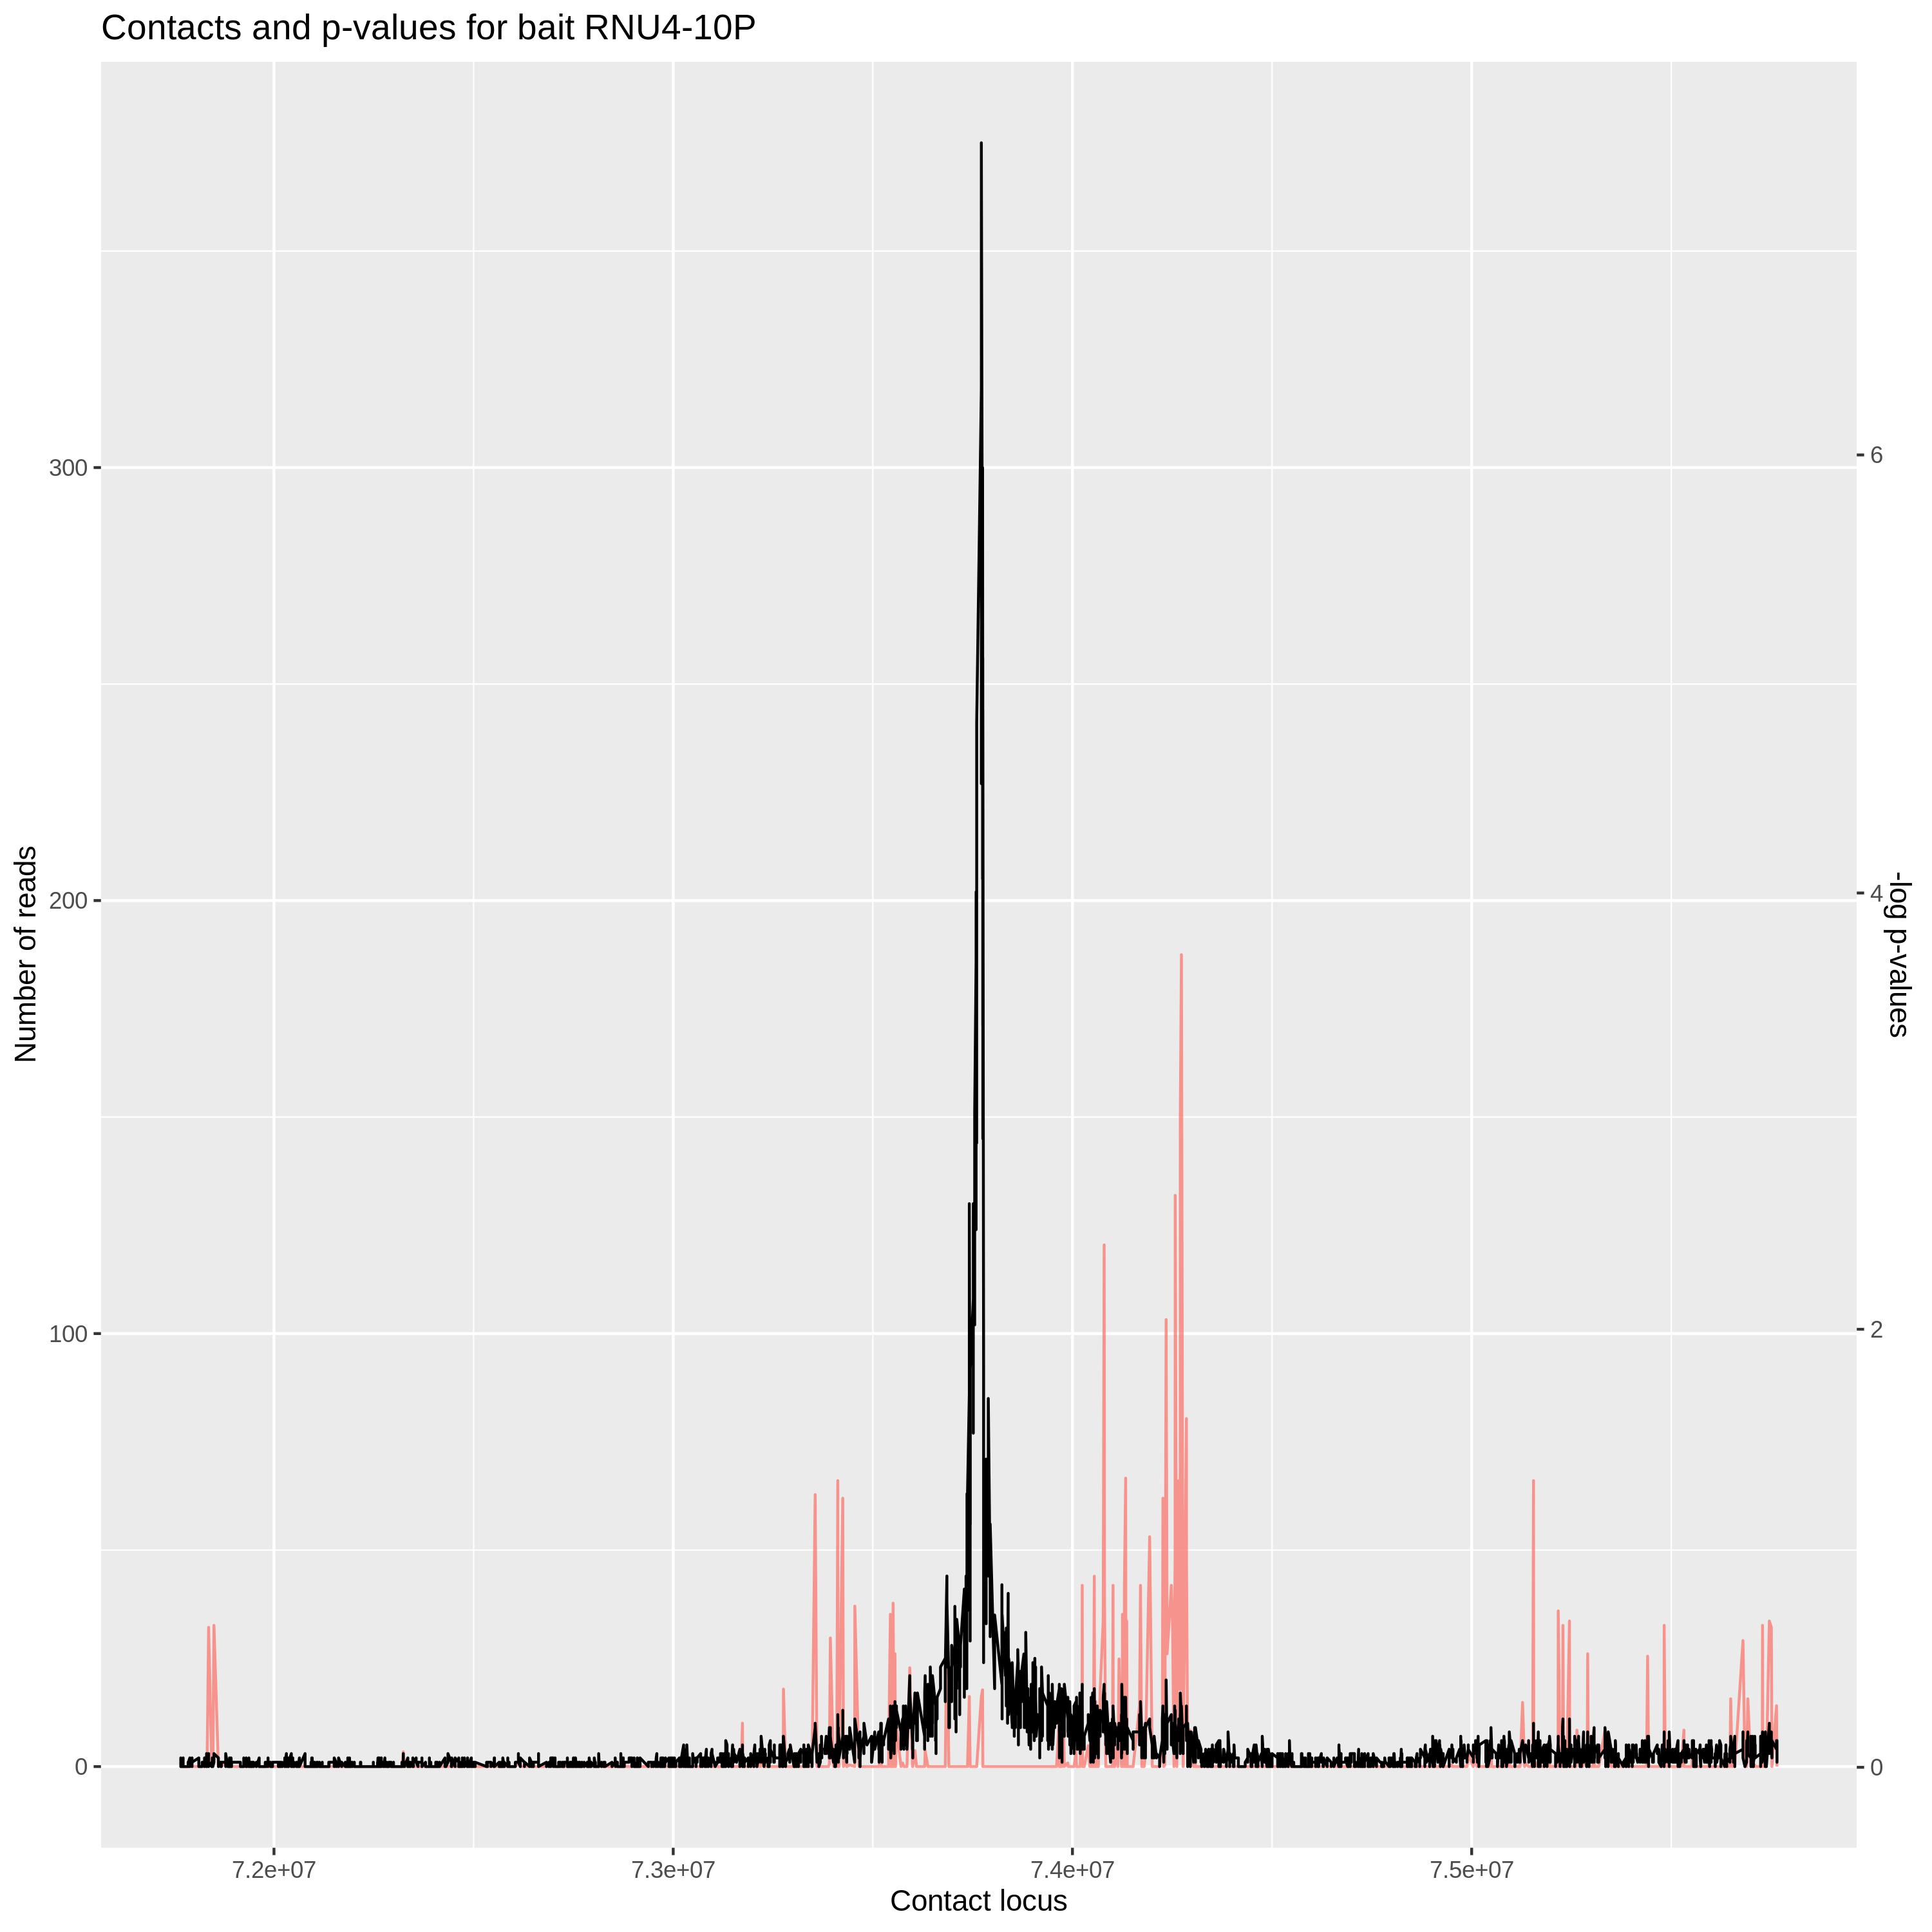 Contacts and p-values for bait RNU4-10P
Number of reads
300
200
100
0
6
4
2
0
-log p-values
7.2e+07 7.3e+07 7.4e+07 7.5e+07
Contact locus